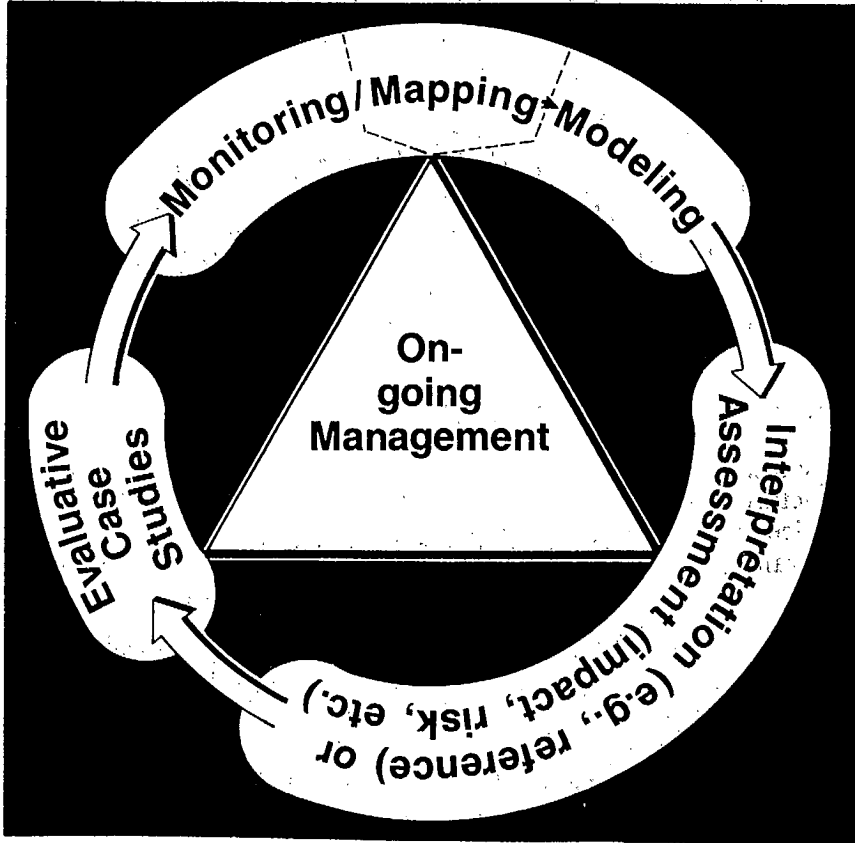 Monitoring/Mapping Modeling
Interpretation (e.g., reference) or
Assessment (impact, risk, etc.)
Evaluative
Case
Studies
On-
going
Management